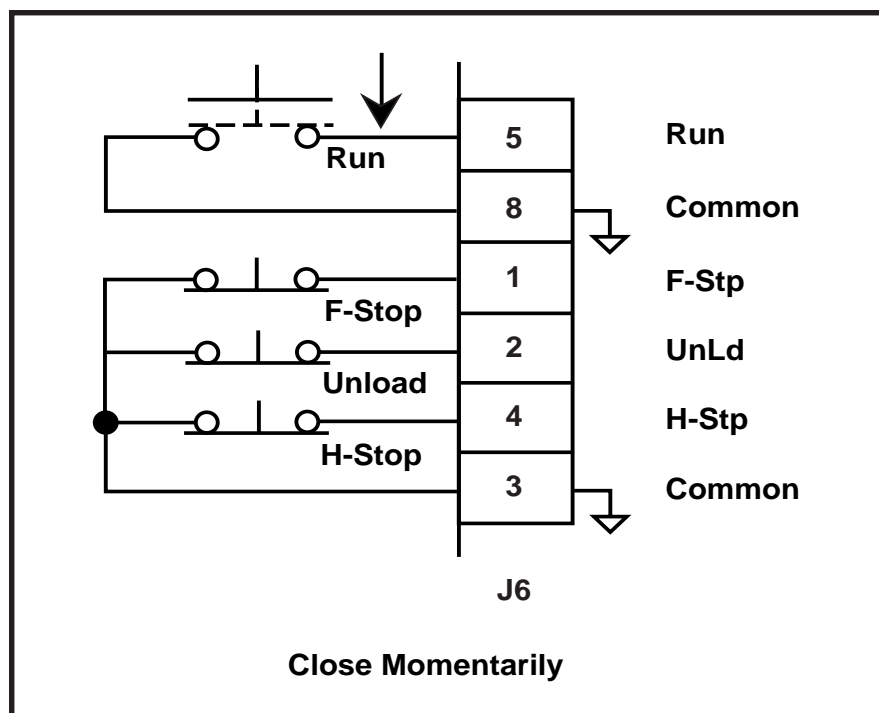 5 Run
Run
8 Common
1 F-Stp
F-Stop
2 UnLd
Unload
4 H-Stp
H-Stop
3 Common
J6
Close Momentarily